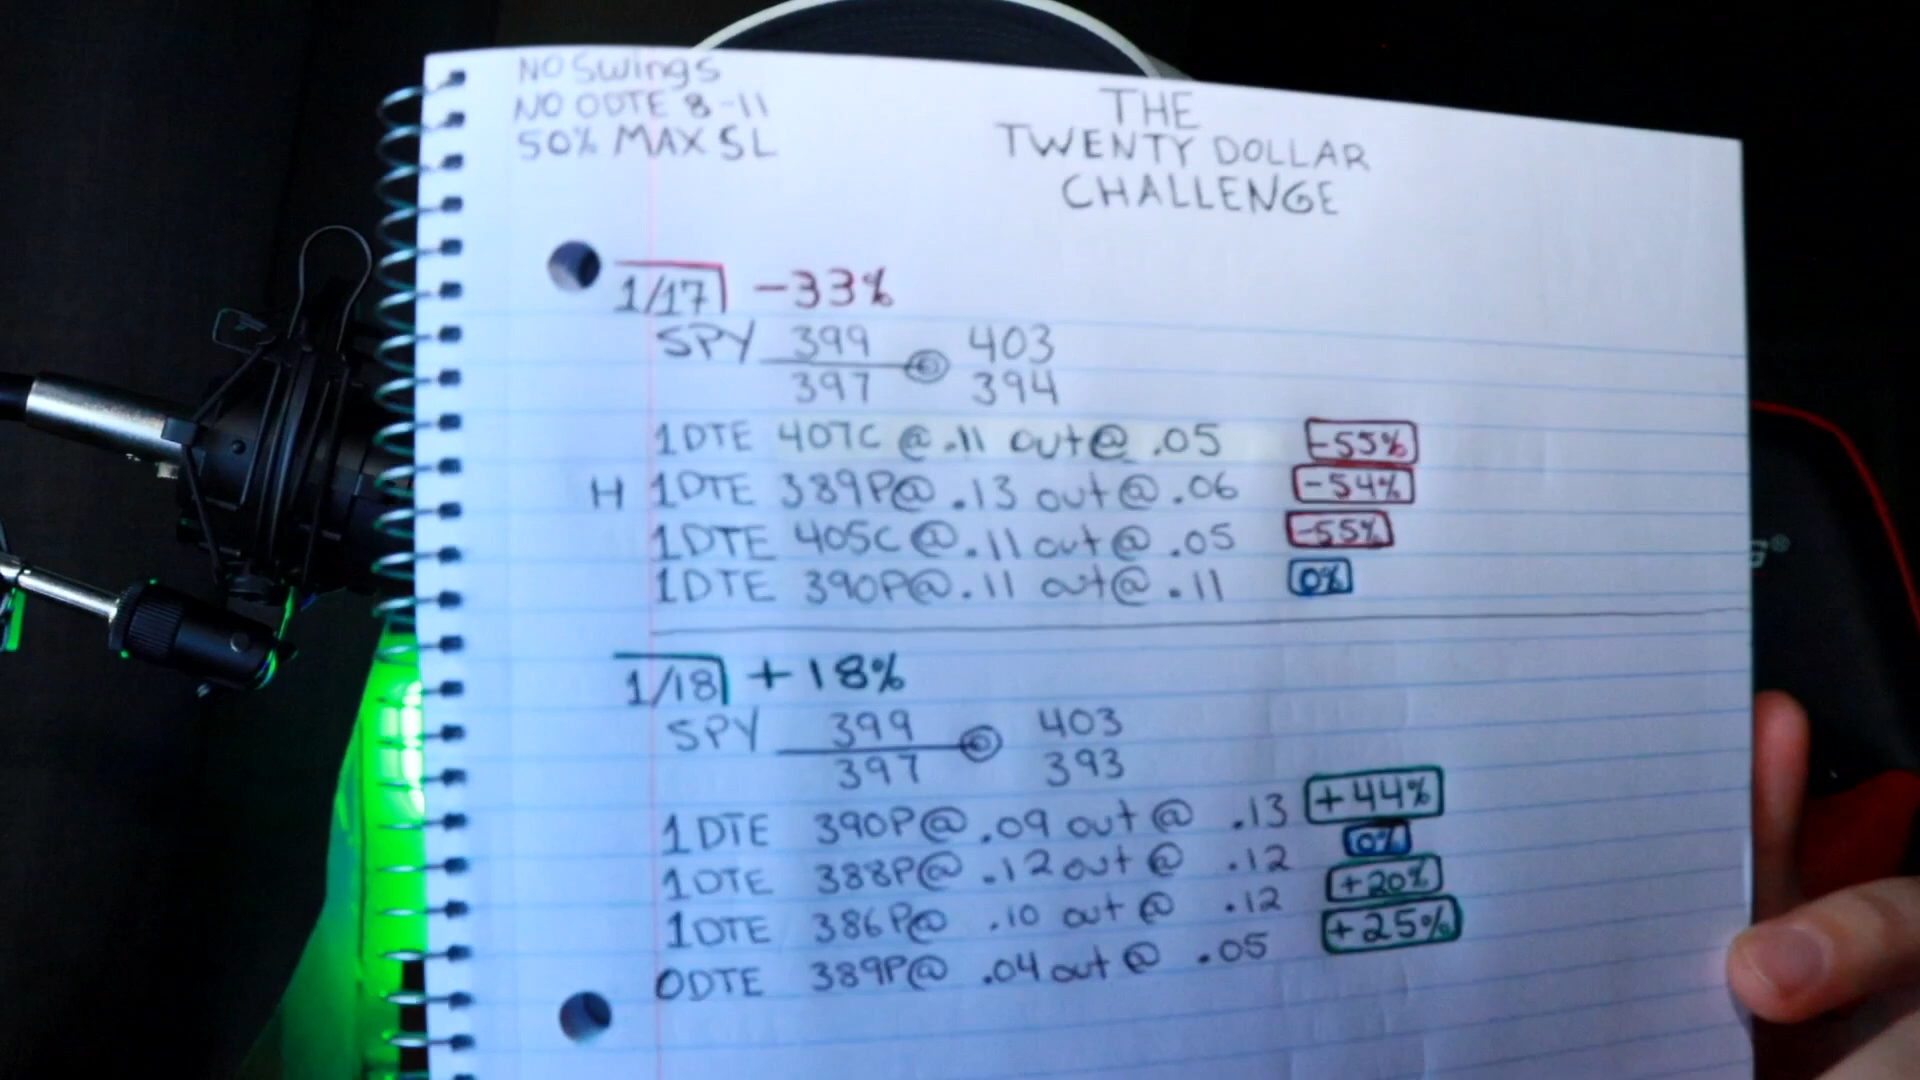 NO Swings
NO ODTE 8-11
50% MAX SL
THE
TWENTY DOLLAR
CHALLENGE
1/17 -33%
SPY 399 403
397 394
1DTE 407C @ .11 out @ .05 -55%
H 1DTE 389P @ .13 out @ .06 -54%
1DTE 405C @ .11 out @ .05 -55%
1DTE 390P @ .11 out @ .11 0%
1/18 +18%
SPY 399 403
397 393
1DTE 390P @ .09 out @ .13 +44%
1DTE 388P @ .12 out @ .12 0%
1DTE 386P @ .10 out @ .12 +20%
0DTE 389P @ .04 out @ .05 +25%